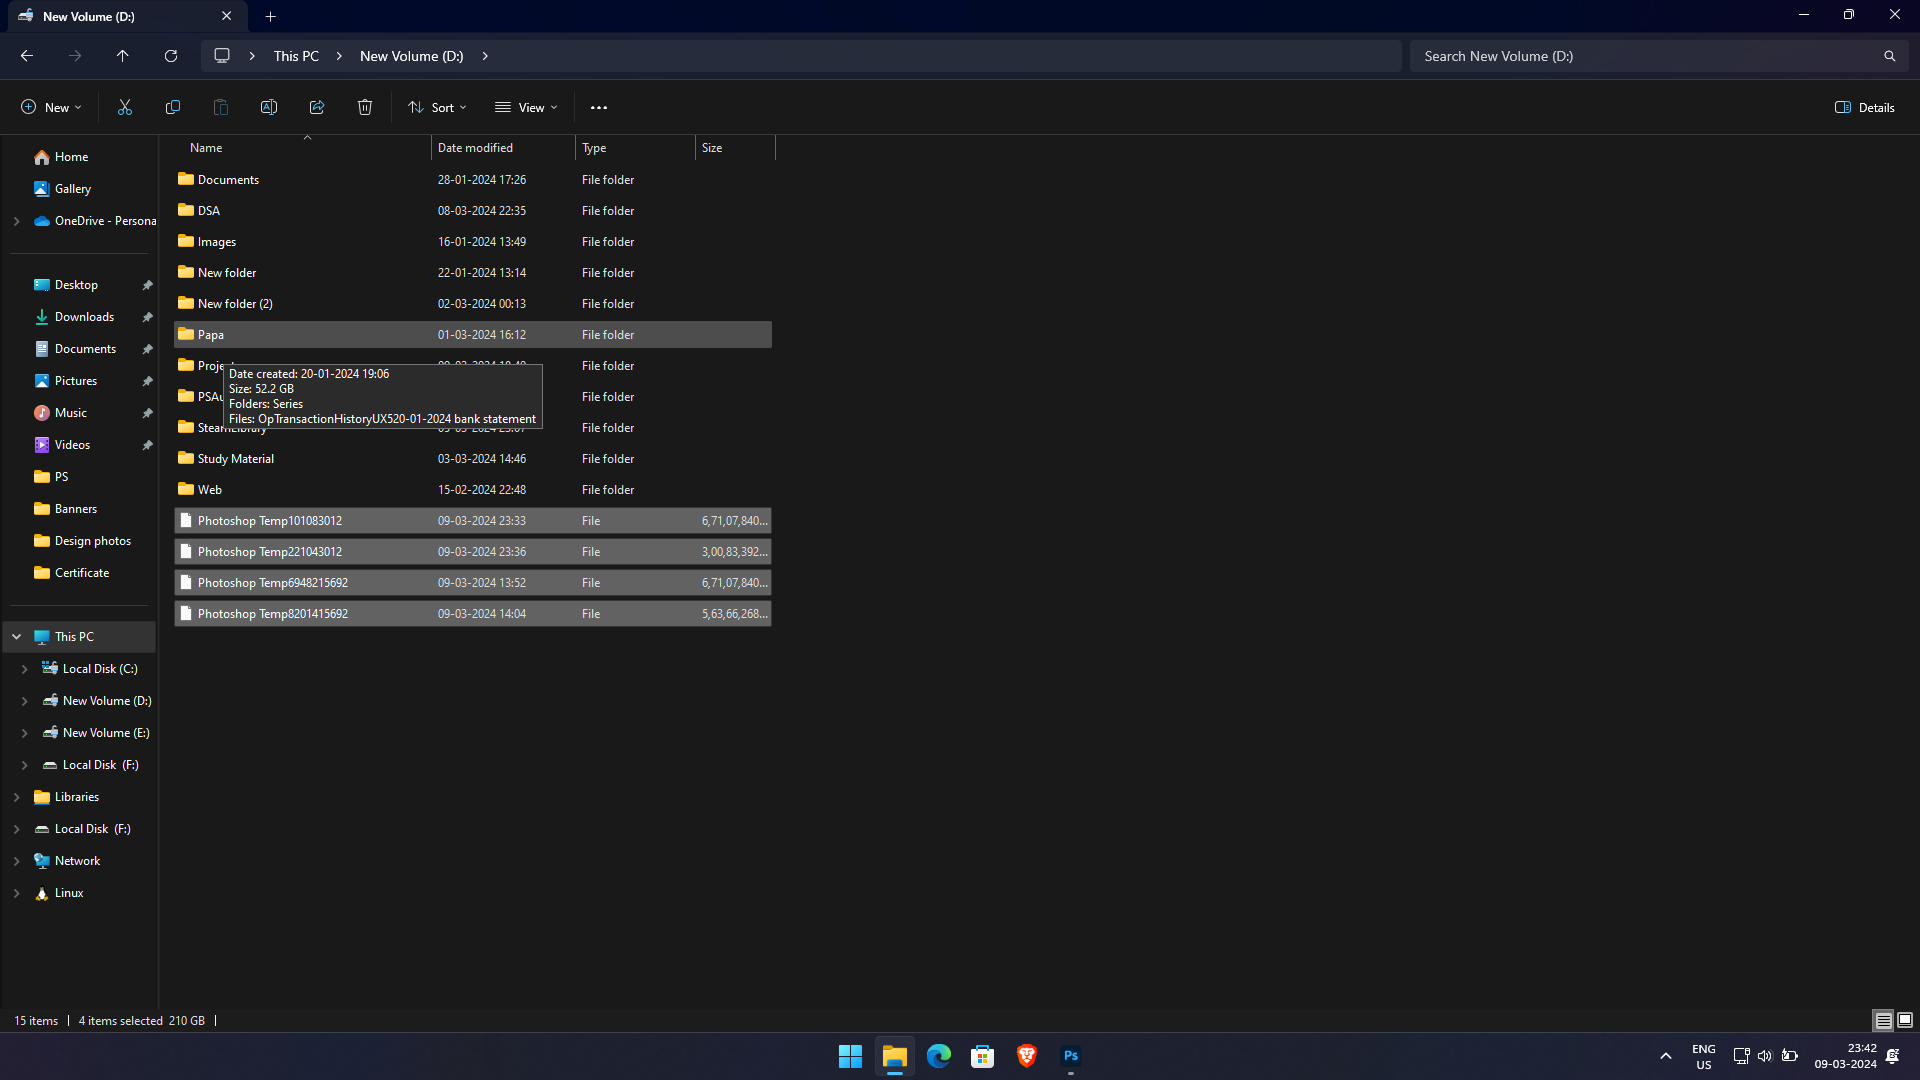 New Volume (D:)
This PC
New Volume (D:)
Search New Volume (D:)
New
Sort
View
Details
Home
Gallery
OneDrive - Persona
Desktop
Downloads
Documents
Pictures
Music
Videos
PS
Banners
Design photos
Certificate
This PC
Local Disk (C:)
New Volume (D:)
New Volume (E:)
Local Disk (F:)
Libraries
Local Disk (F:)
Network
Linux
Name Date modified Type Size
Documents 28-01-2024 17:26 File folder
DSA 08-03-2024 22:35 File folder
Images 16-01-2024 13:49 File folder
New folder 22-01-2024 13:14 File folder
New folder (2) 02-03-2024 00:13 File folder
Papa 01-03-2024 16:12 File folder
File folder
Date created: 20-01-2024 19:06
Size: 52.2 GB
Folders: Series
Files: OpTransactionHistoryUX520-01-2024 bank statement
File folder
File folder
Study Material 03-03-2024 14:46 File folder
Web 15-02-2024 22:48 File folder
Photoshop Temp101083012 09-03-2024 23:33 File 6,71,07,840...
Photoshop Temp221043012 09-03-2024 23:36 File 3,00,83,392...
Photoshop Temp6948215692 09-03-2024 13:52 File 6,71,07,840...
Photoshop Temp8201415692 09-03-2024 14:04 File 5,63,66,268...
15 items 4 items selected 210 GB
Ps
ENG
US
23:42
09-03-2024